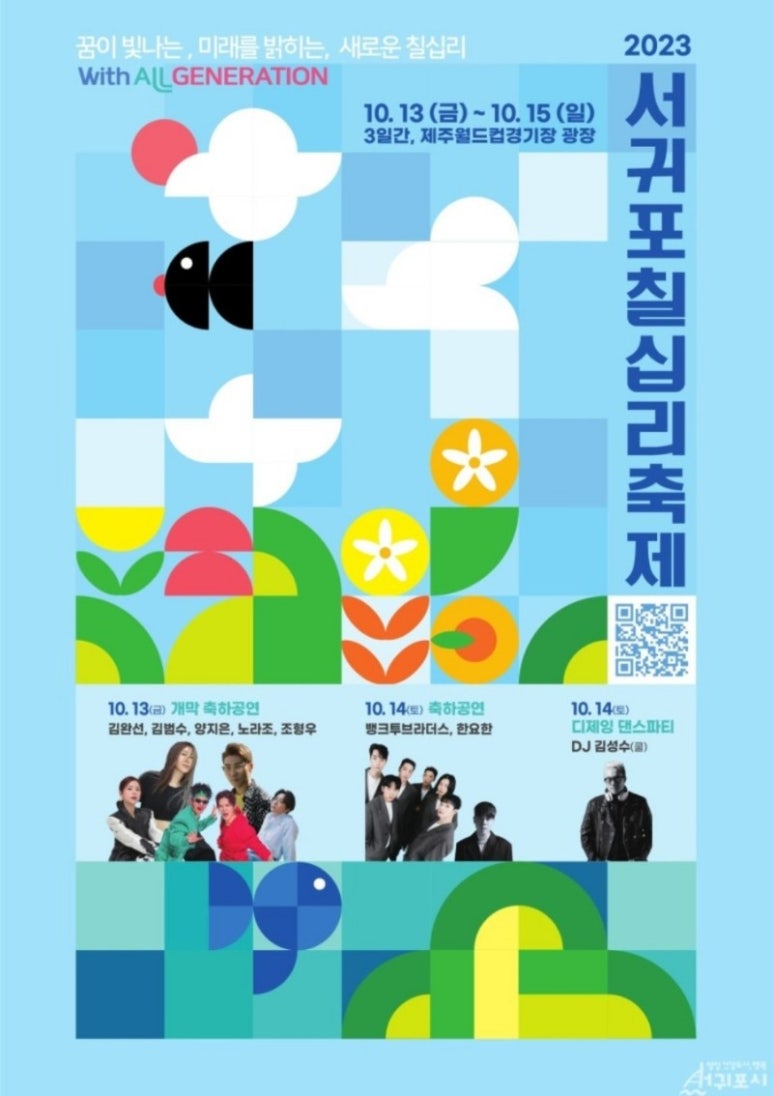 꿈이 빛나는, 미래를 밝히는, 새로운 칠십리
With ALL GENERATION
2023
서귀포칠십리축제
10. 13 (금) ~ 10. 15 (일)
3일간, 제주월드컵경기장 광장
10. 13(금) 개막 축하공연
김완선, 김범수, 양지은, 노라조, 조형우
10. 14(토) 축하공연
뱅크투브라더스, 한요한
10. 14(토)
디제잉 댄스파티
DJ 김성수(쿨)
서귀포시